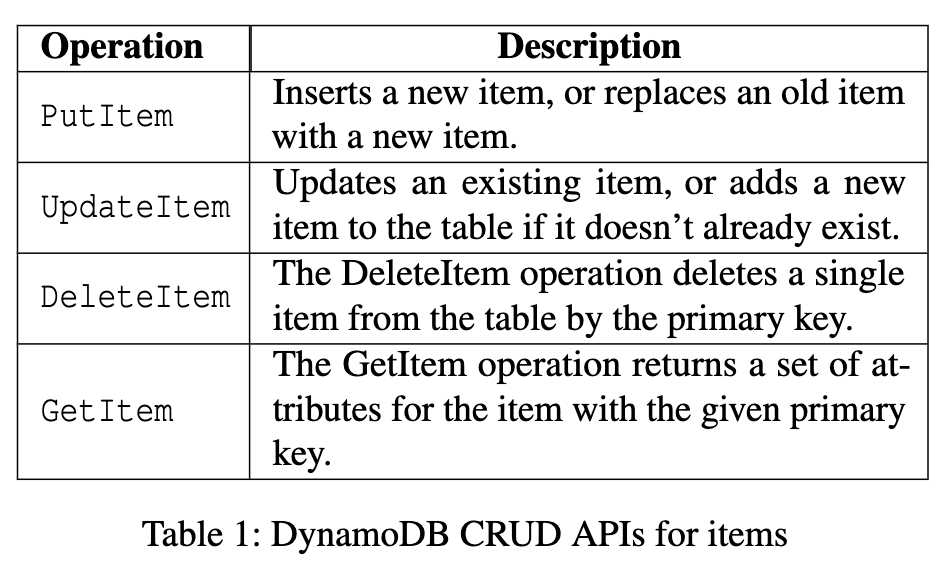 Operation Description
PutItem
Inserts a new item, or replaces an old item
with a new item.
UpdateItem
Updates an existing item, or adds a new
item to the table if it doesn’t already exist.
DeleteItem
The DeleteItem operation deletes a single
item from the table by the primary key.
GetItem
The GetItem operation returns a set of at-
tributes for the item with the given primary
key.
Table 1: DynamoDB CRUD APIs for items